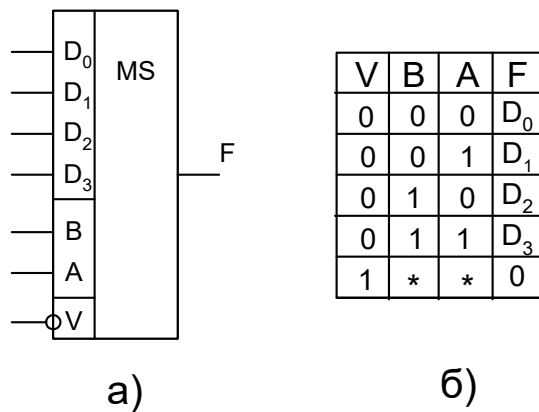 D₀
D₁
D₂
D₃
B
A
V
MS
F
а)
V B A F
0 0 0 D₀
0 0 1 D₁
0 1 0 D₂
0 1 1 D₃
1 * * 0
б)